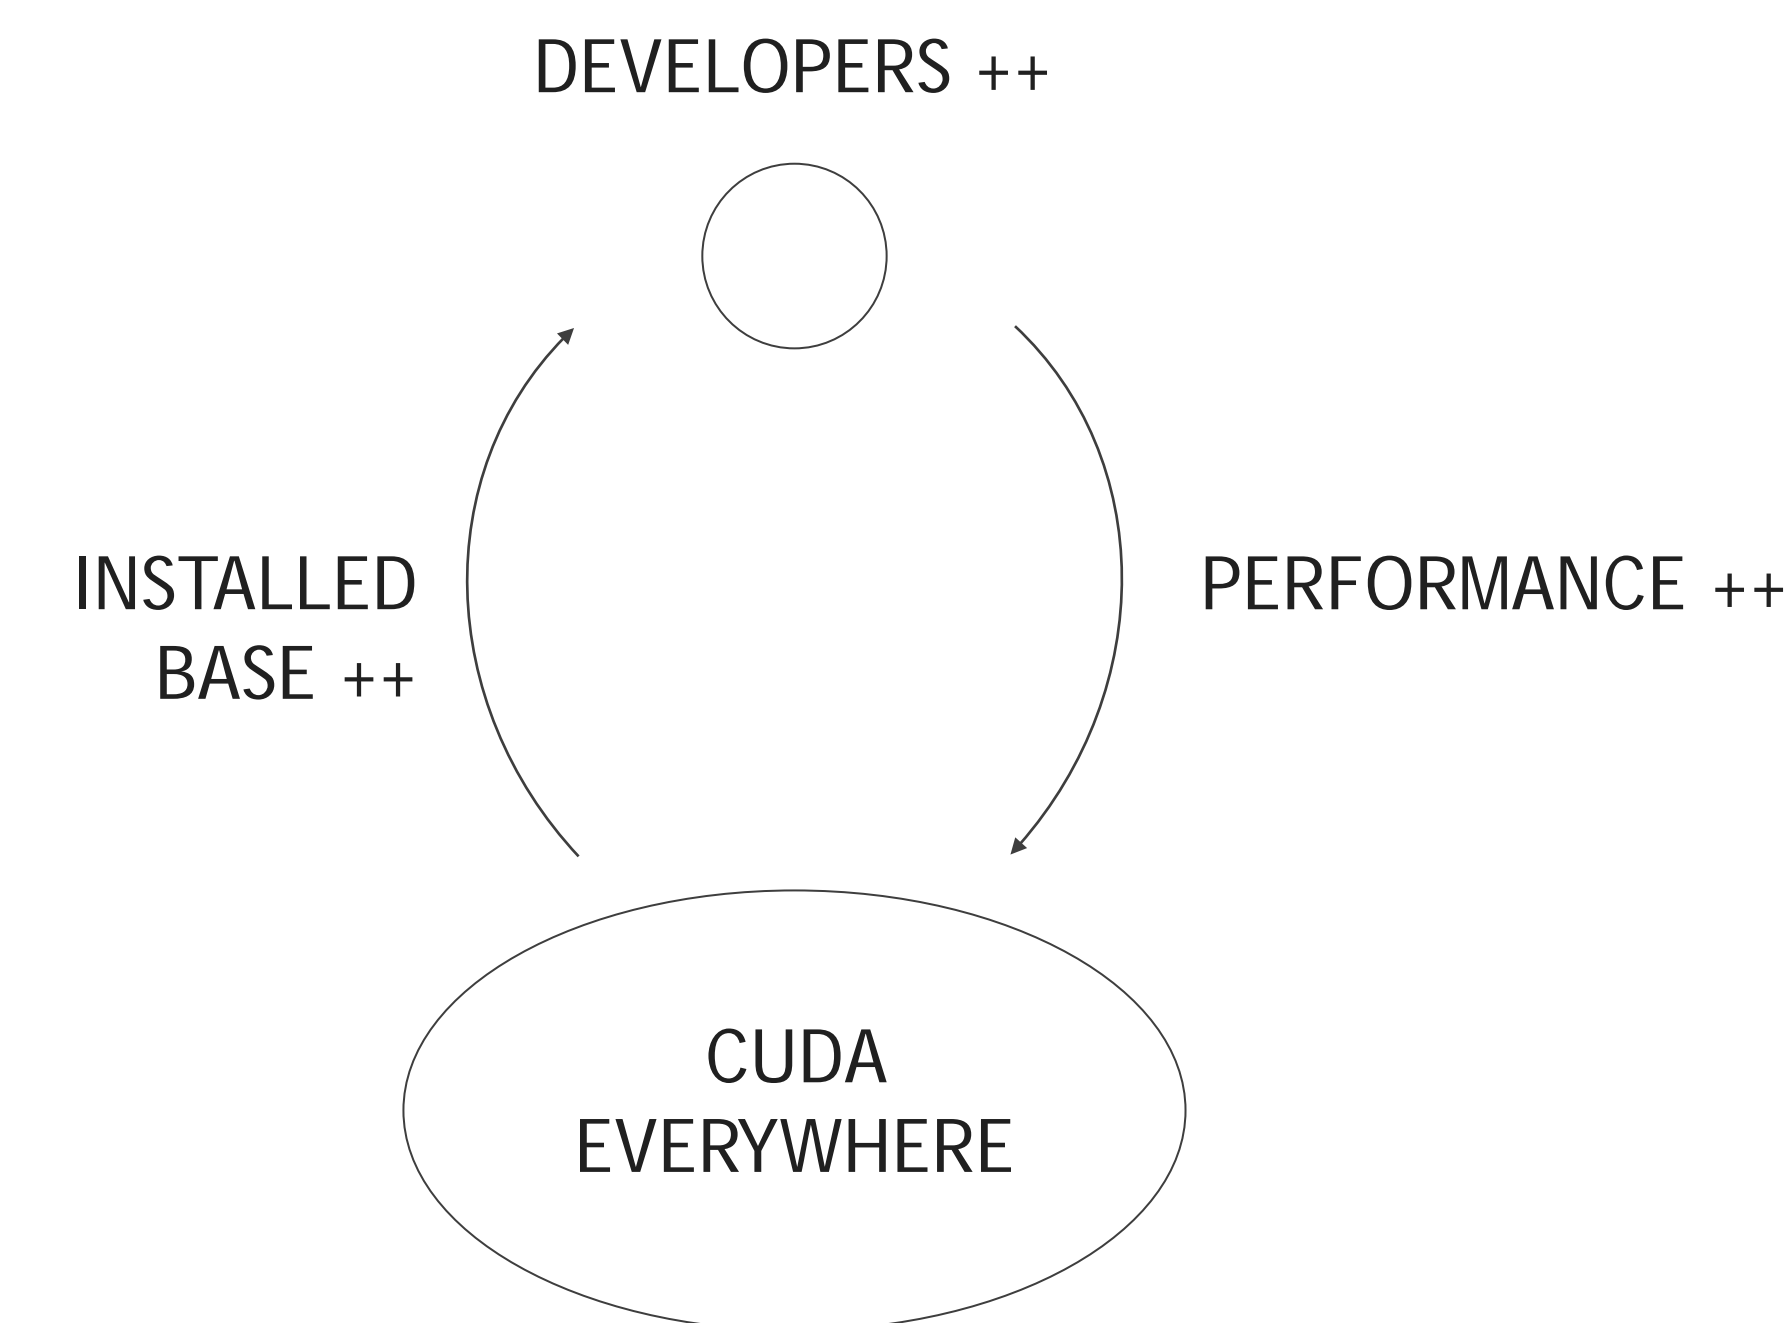 DEVELOPERS ++
INSTALLED
BASE ++
PERFORMANCE ++
CUDA
EVERYWHERE